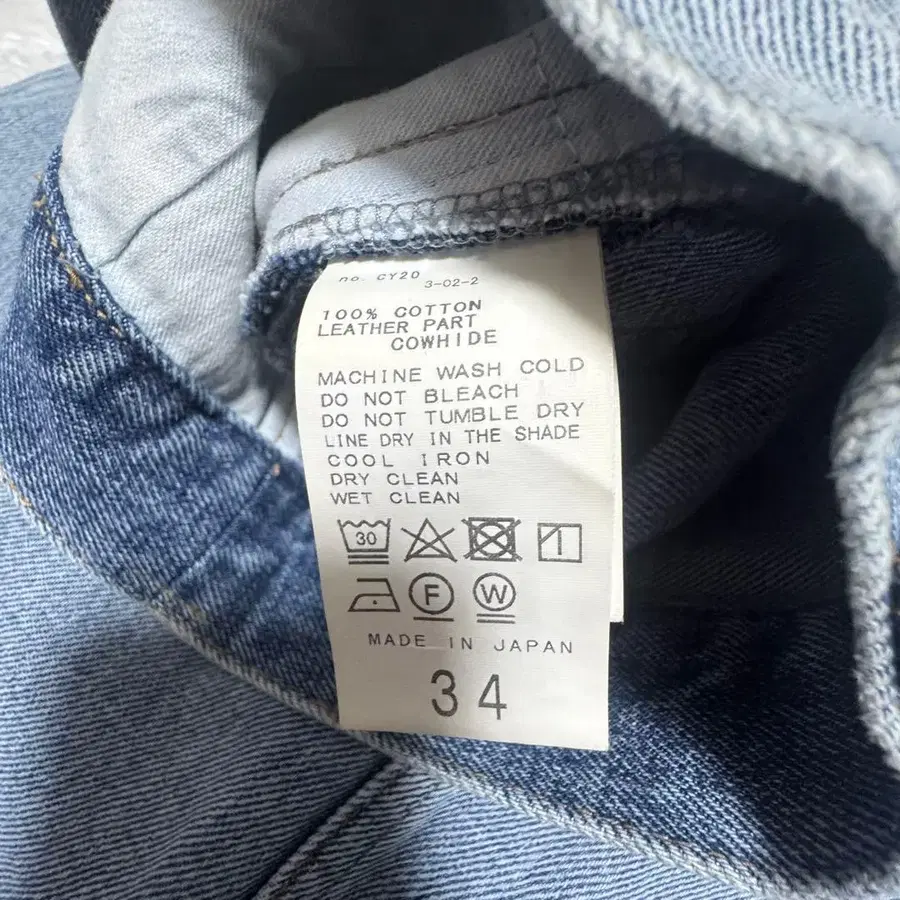 no. CY20
3-02-2
100% COTTON
LEATHER PART
COWHIDE
MACHINE WASH COLD
DO NOT BLEACH
DO NOT TUMBLE DRY
LINE DRY IN THE SHADE
COOL IRON
DRY CLEAN
WET CLEAN
30
F W
MADE IN JAPAN
34